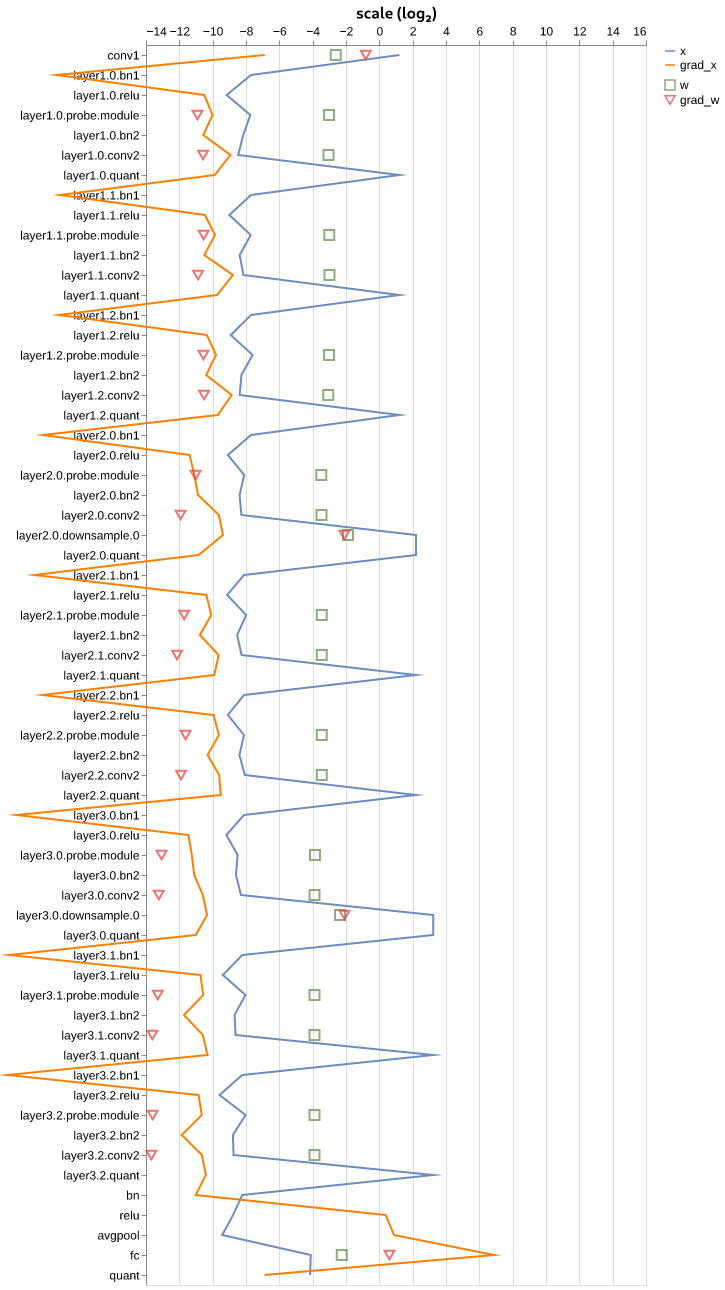 scale (log2)
−14 −12 −10 −8 −6 −4 −2 0 2 4 6 8 10 12 14 16
x
grad_x
w
grad_w
conv1
layer1.0.bn1
layer1.0.relu
layer1.0.probe.module
layer1.0.bn2
layer1.0.conv2
layer1.0.quant
layer1.1.bn1
layer1.1.relu
layer1.1.probe.module
layer1.1.bn2
layer1.1.conv2
layer1.1.quant
layer1.2.bn1
layer1.2.relu
layer1.2.probe.module
layer1.2.bn2
layer1.2.conv2
layer1.2.quant
layer2.0.bn1
layer2.0.relu
layer2.0.probe.module
layer2.0.bn2
layer2.0.conv2
layer2.0.downsample.0
layer2.0.quant
layer2.1.bn1
layer2.1.relu
layer2.1.probe.module
layer2.1.bn2
layer2.1.conv2
layer2.1.quant
layer2.2.bn1
layer2.2.relu
layer2.2.probe.module
layer2.2.bn2
layer2.2.conv2
layer2.2.quant
layer3.0.bn1
layer3.0.relu
layer3.0.probe.module
layer3.0.bn2
layer3.0.conv2
layer3.0.downsample.0
layer3.0.quant
layer3.1.bn1
layer3.1.relu
layer3.1.probe.module
layer3.1.bn2
layer3.1.conv2
layer3.1.quant
layer3.2.bn1
layer3.2.relu
layer3.2.probe.module
layer3.2.bn2
layer3.2.conv2
layer3.2.quant
bn
relu
avgpool
fc
quant